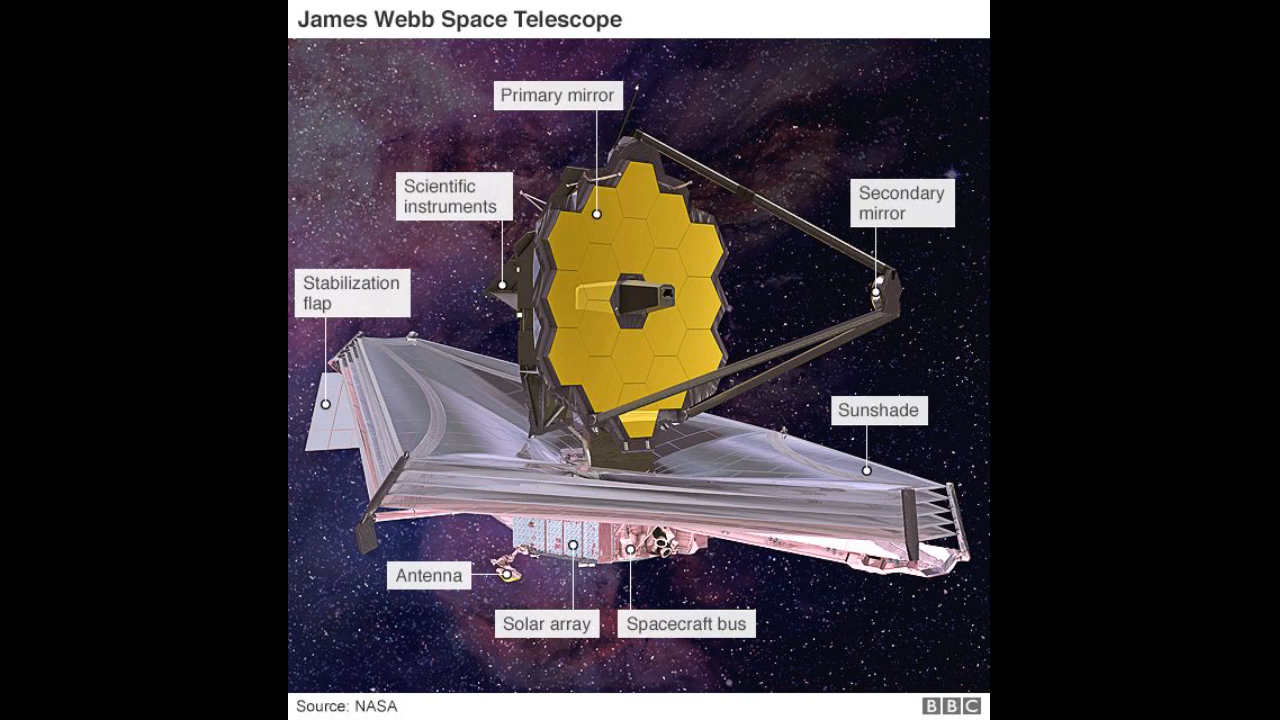 James Webb Space Telescope
Primary mirror
Scientific
instruments
Secondary
mirror
Stabilization
flap
Sunshade
Antenna
Solar array
Spacecraft bus
Source: NASA
BBC